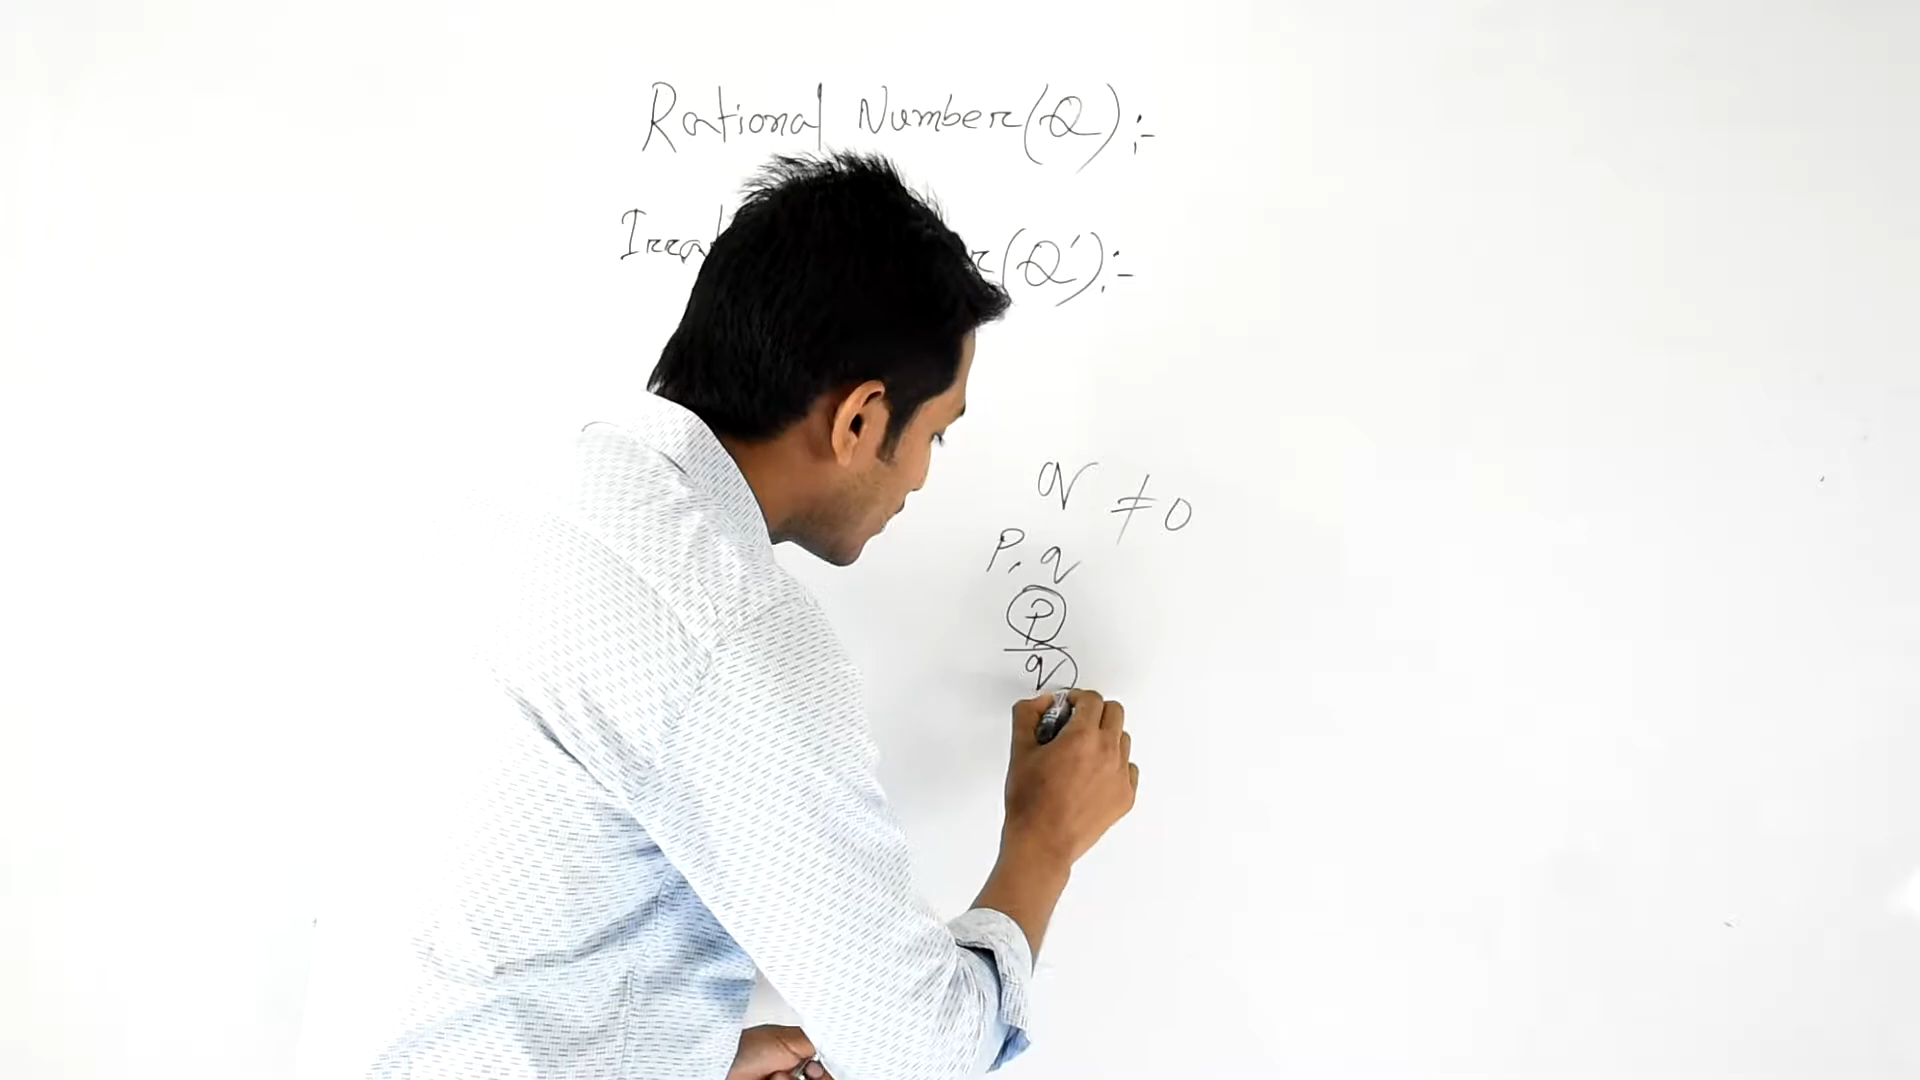 Rational Number(Q):-
(Q'):-
q ≠ 0
P, q
P
q